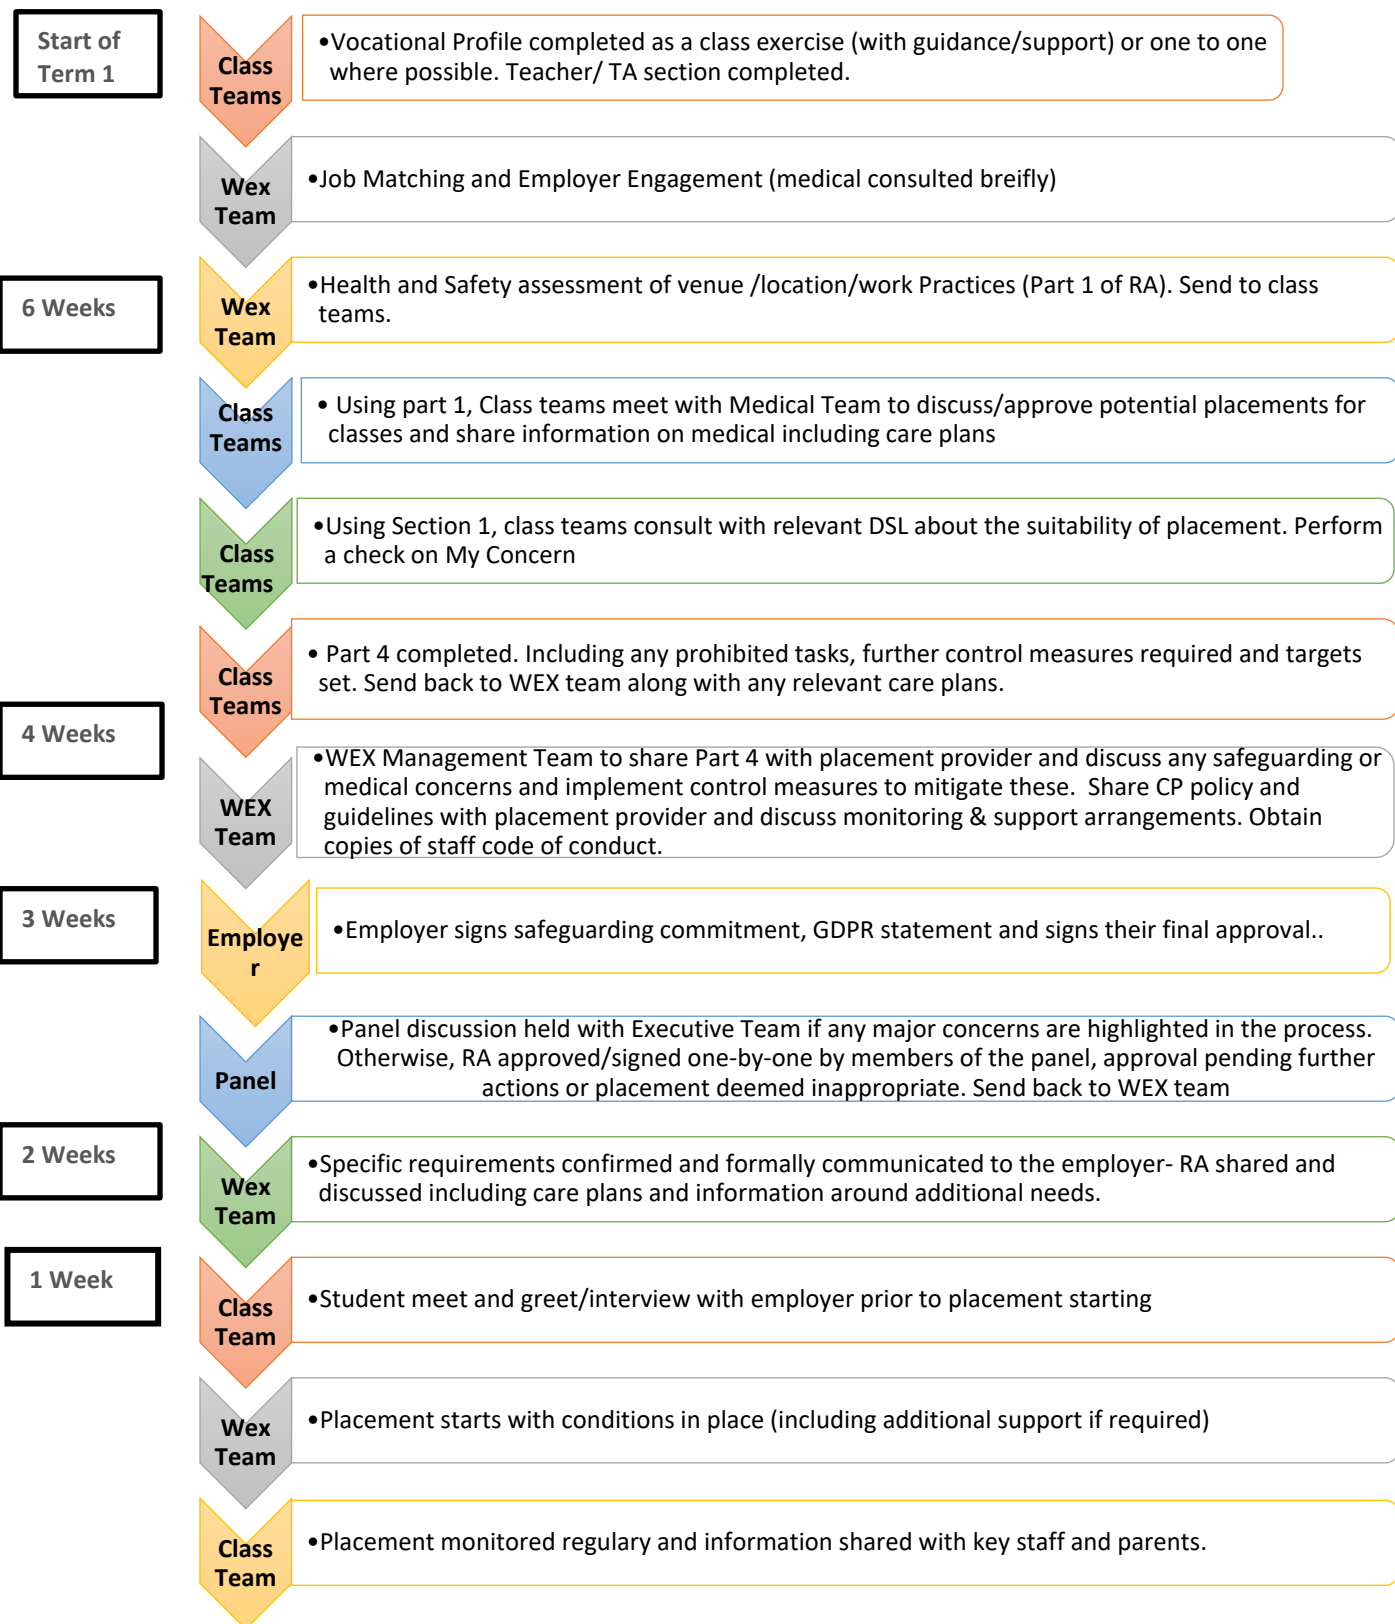 Start of
Term 1
Class
Teams
•Vocational Profile completed as a class exercise (with guidance/support) or one to one
where possible. Teacher/ TA section completed.
Wex
Team
•Job Matching and Employer Engagement (medical consulted breifly)
6 Weeks
Wex
Team
•Health and Safety assessment of venue /location/work Practices (Part 1 of RA). Send to class
teams.
Class
Teams
• Using part 1, Class teams meet with Medical Team to discuss/approve potential placements for
classes and share information on medical including care plans
Class
Teams
•Using Section 1, class teams consult with relevant DSL about the suitability of placement. Perform
a check on My Concern
Class
Teams
• Part 4 completed. Including any prohibited tasks, further control measures required and targets
set. Send back to WEX team along with any relevant care plans.
4 Weeks
WEX
Team
•WEX Management Team to share Part 4 with placement provider and discuss any safeguarding or
medical concerns and implement control measures to mitigate these.  Share CP policy and
guidelines with placement provider and discuss monitoring & support arrangements. Obtain
copies of staff code of conduct.
3 Weeks
Employe
r
•Employer signs safeguarding commitment, GDPR statement and signs their final approval..
Panel
•Panel discussion held with Executive Team if any major concerns are highlighted in the process.
Otherwise, RA approved/signed one-by-one by members of the panel, approval pending further
actions or placement deemed inappropriate. Send back to WEX team
2 Weeks
Wex
Team
•Specific requirements confirmed and formally communicated to the employer- RA shared and
discussed including care plans and information around additional needs.
1 Week
Class
Team
•Student meet and greet/interview with employer prior to placement starting
Wex
Team
•Placement starts with conditions in place (including additional support if required)
Class
Team
•Placement monitored regulary and information shared with key staff and parents.